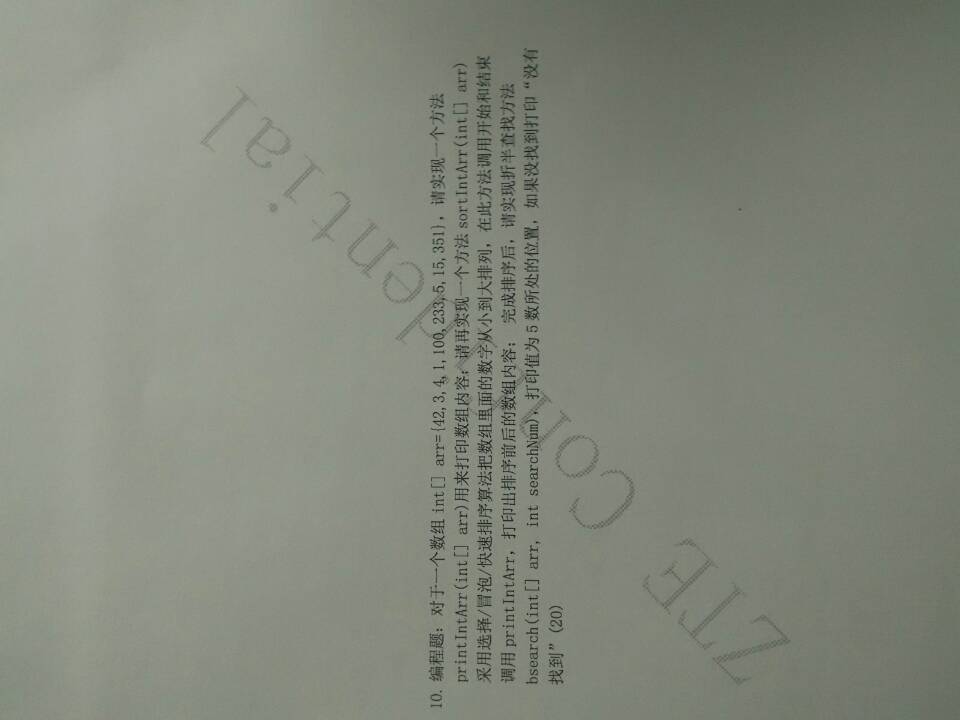 10. 编程题：对于一个数组 int[] arr={42,3,4,1,100,233,5,15,351}，请实现一个方法
printIntArr(int[] arr)用来打印数组内容；请再实现一个方法 sortIntArr(int[] arr)
采用选择/冒泡/快速排序算法把数组里面的数字从小到大排列，在此方法调用开始和结束
调用 printIntArr，打印出排序前后的数组内容； 完成排序后，请实现折半查找方法
bsearch(int[] arr, int searchNum)，打印值为 5 数所处的位置，如果没找到打印“没有
找到”(20)
ZTE Confidential